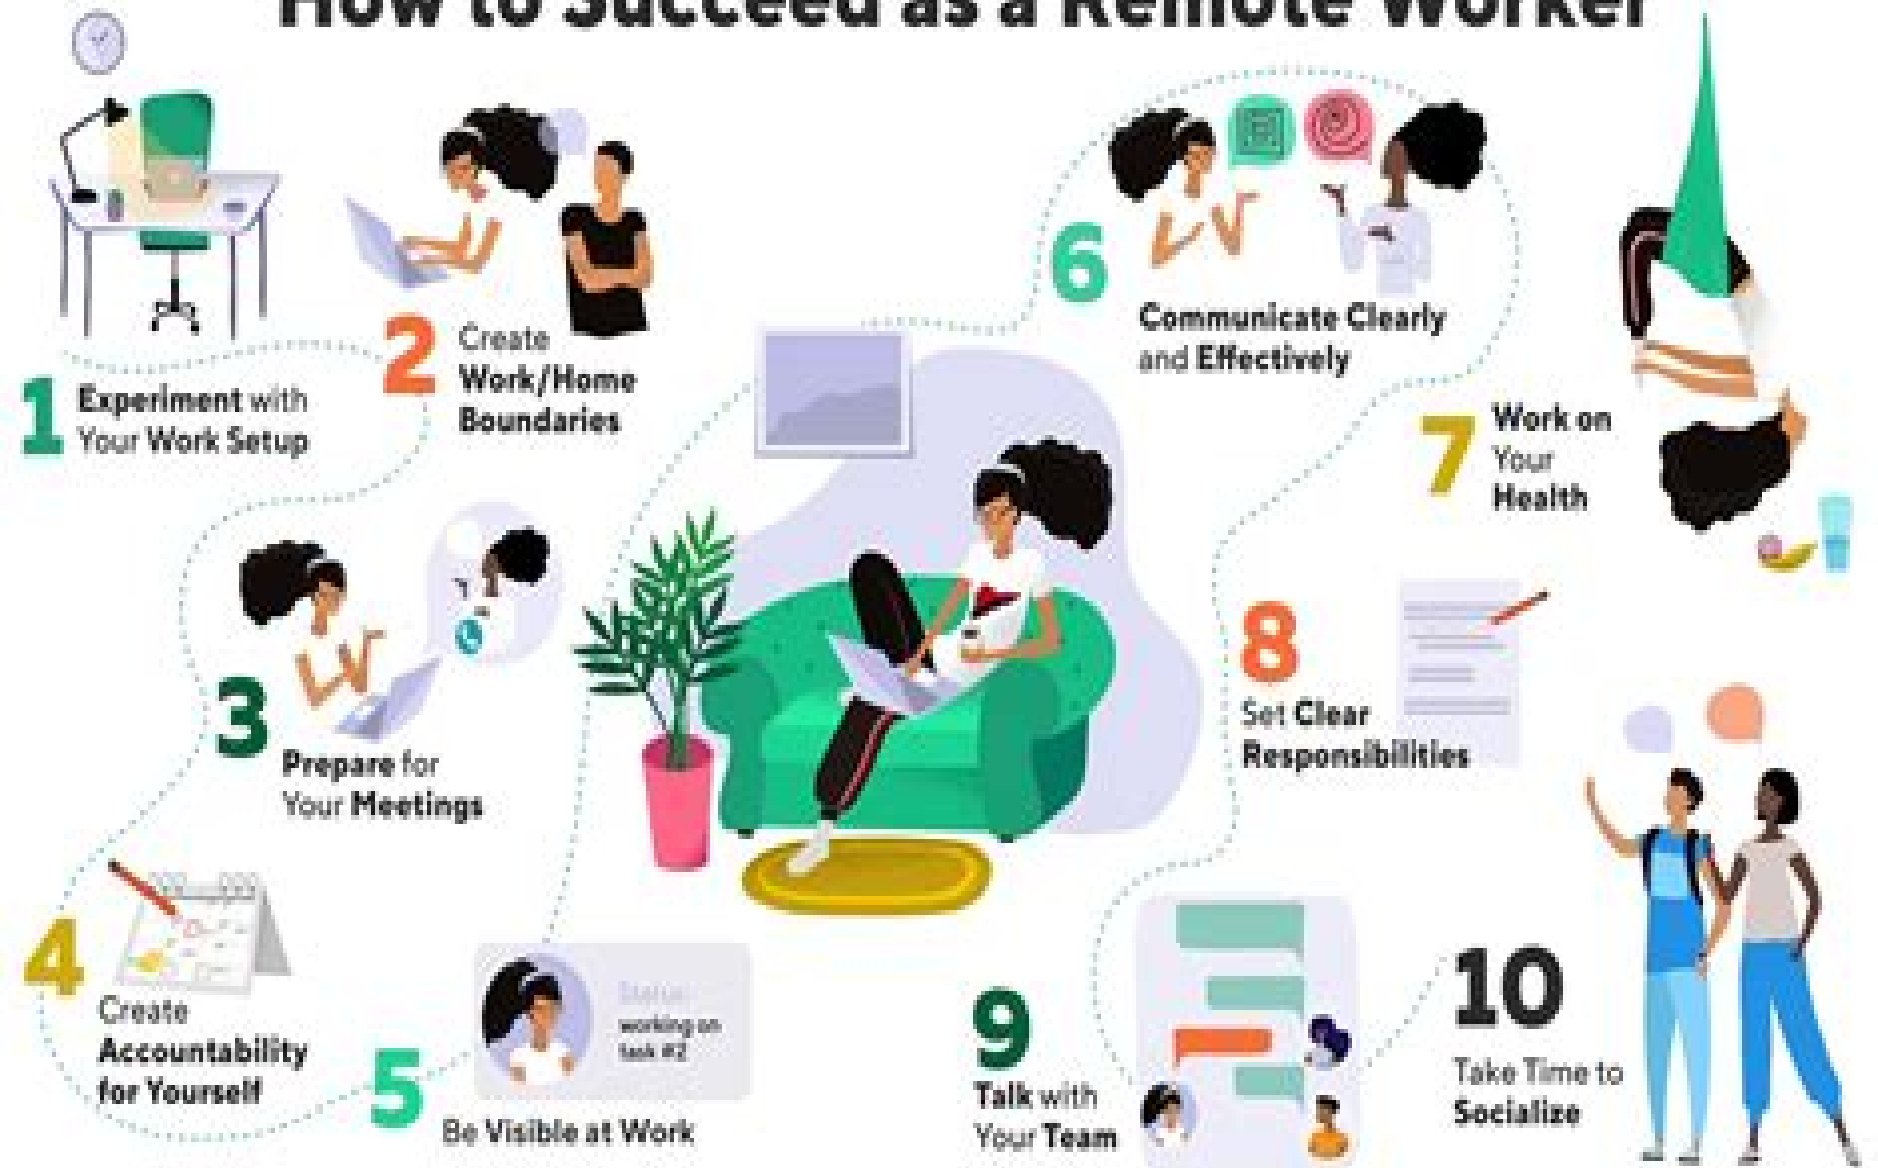 How to Succeed as a Remote Worker
1
Experiment with
Your Work Setup
2
Create
Work/Home
Boundaries
3
Prepare for
Your Meetings
4
Create
Accountability
for Yourself
5
Status:
working on
task #2
Be Visible at Work
6
Communicate Clearly
and Effectively
7
Work on
Your
Health
8
Set Clear
Responsibilities
9
Talk with
Your Team
10
Take Time to
Socialize